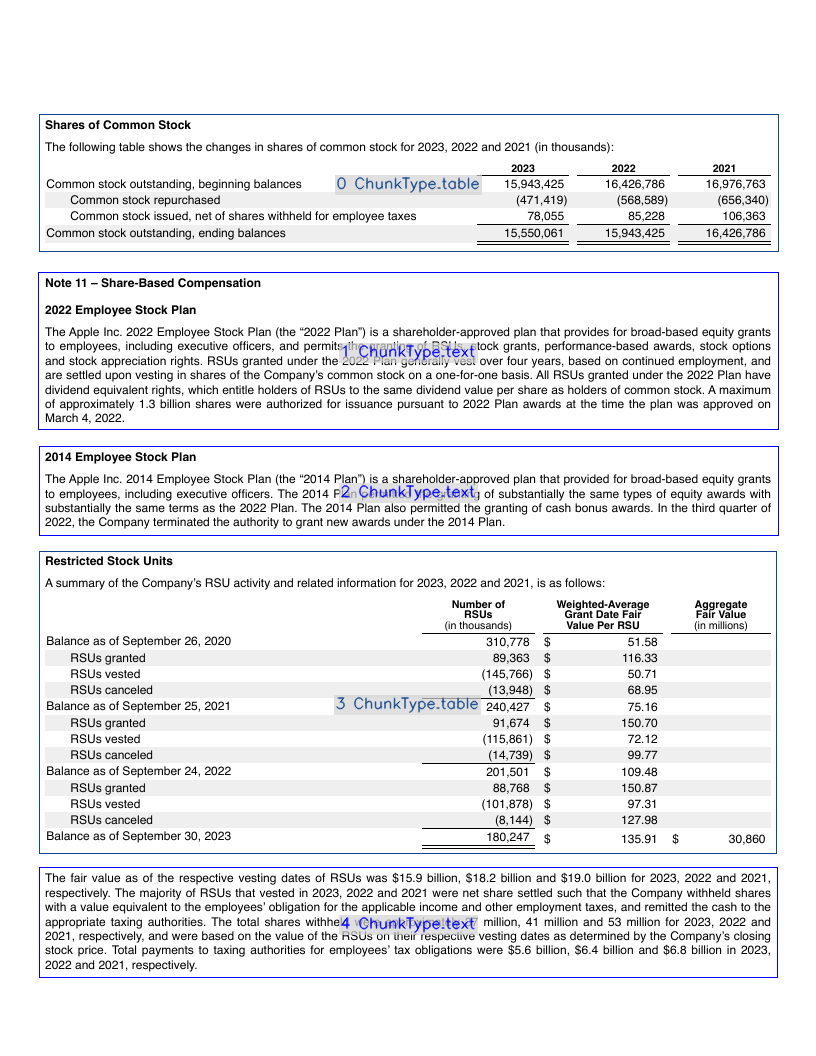 Shares of Common Stock
The following table shows the changes in shares of common stock for 2023, 2022 and 2021 (in thousands):
2023 2022 2021
Common stock outstanding, beginning balances 0 ChunkType.table 15,943,425 16,426,786 16,976,763
Common stock repurchased (471,419) (568,589) (656,340)
Common stock issued, net of shares withheld for employee taxes 78,055 85,228 106,363
Common stock outstanding, ending balances 15,550,061 15,943,425 16,426,786
Note 11 – Share-Based Compensation
2022 Employee Stock Plan
The Apple Inc. 2022 Employee Stock Plan (the “2022 Plan”) is a shareholder-approved plan that provides for broad-based equity grants
to employees, including executive officers, and permits the granting of RSUs, stock grants, performance-based awards, stock options
1 ChunkType.text
and stock appreciation rights. RSUs granted under the 2022 Plan generally vest over four years, based on continued employment, and
are settled upon vesting in shares of the Company’s common stock on a one-for-one basis. All RSUs granted under the 2022 Plan have
dividend equivalent rights, which entitle holders of RSUs to the same dividend value per share as holders of common stock. A maximum
of approximately 1.3 billion shares were authorized for issuance pursuant to 2022 Plan awards at the time the plan was approved on
March 4, 2022.
2014 Employee Stock Plan
The Apple Inc. 2014 Employee Stock Plan (the “2014 Plan”) is a shareholder-approved plan that provided for broad-based equity grants
to employees, including executive officers. The 2014 2 ChunkType.text of substantially the same types of equity awards with
substantially the same terms as the 2022 Plan. The 2014 Plan also permitted the granting of cash bonus awards. In the third quarter of
2022, the Company terminated the authority to grant new awards under the 2014 Plan.
Restricted Stock Units
A summary of the Company’s RSU activity and related information for 2023, 2022 and 2021, is as follows:
Number of RSUs (in thousands) Weighted-Average Grant Date Fair Value Per RSU Aggregate Fair Value (in millions)
Balance as of September 26, 2020 310,778 $ 51.58
RSUs granted 89,363 $ 116.33
RSUs vested (145,766) $ 50.71
RSUs canceled (13,948) $ 68.95
Balance as of September 25, 2021 3 ChunkType.table 240,427 $ 75.16
RSUs granted 91,674 $ 150.70
RSUs vested (115,861) $ 72.12
RSUs canceled (14,739) $ 99.77
Balance as of September 24, 2022 201,501 $ 109.48
RSUs granted 88,768 $ 150.87
RSUs vested (101,878) $ 97.31
RSUs canceled (8,144) $ 127.98
Balance as of September 30, 2023 180,247 $ 135.91 $ 30,860
The fair value as of the respective vesting dates of RSUs was $15.9 billion, $18.2 billion and $19.0 billion for 2023, 2022 and 2021,
respectively. The majority of RSUs that vested in 2023, 2022 and 2021 were net share settled such that the Company withheld shares
with a value equivalent to the employees’ obligation for the applicable income and other employment taxes, and remitted the cash to the
appropriate taxing authorities. The total shares 4 ChunkType.text million, 41 million and 53 million for 2023, 2022 and
2021, respectively, and were based on the value of the RSUs on their respective vesting dates as determined by the Company’s closing
stock price. Total payments to taxing authorities for employees’ tax obligations were $5.6 billion, $6.4 billion and $6.8 billion in 2023,
2022 and 2021, respectively.